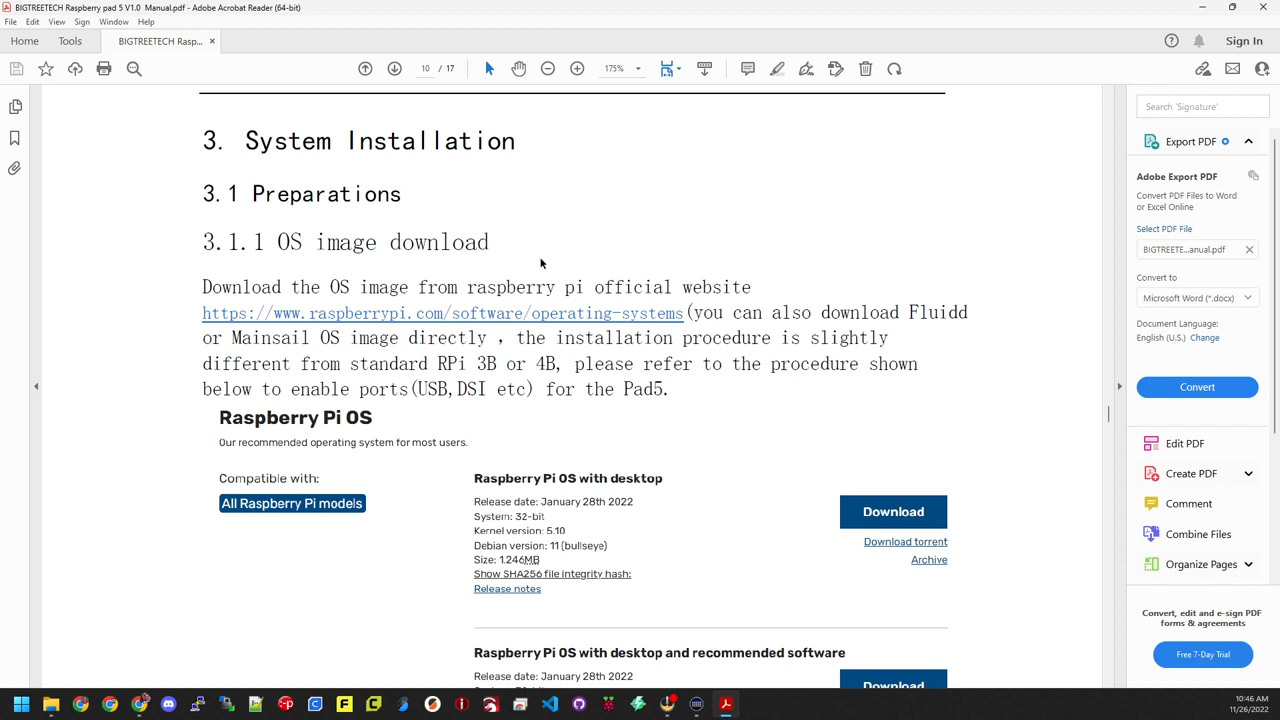 BIGTREETECH Raspberry pad 5 V1.0 Manual.pdf - Adobe Acrobat Reader (64-bit)
File Edit View Sign Window Help
Home Tools BIGTREETECH Rasp... × Sign In
10 / 17 175%
3. System Installation
3.1 Preparations
3.1.1 OS image download
Download the OS image from raspberry pi official website
https://www.raspberrypi.com/software/operating-systems(you can also download Fluidd
or Mainsail OS image directly , the installation procedure is slightly
different from standard RPi 3B or 4B, please refer to the procedure shown
below to enable ports(USB,DSI etc) for the Pad5.
Raspberry Pi OS
Our recommended operating system for most users.
Compatible with:
All Raspberry Pi models
Raspberry Pi OS with desktop
Release date: January 28th 2022
System: 32-bit
Kernel version: 5.10
Debian version: 11 (bullseye)
Size: 1.246MB
Show SHA256 file integrity hash:
Release notes
Download
Download torrent
Archive
Raspberry Pi OS with desktop and recommended software
Release date: January 28th 2022
Download
Search 'Signature'
Export PDF
Adobe Export PDF
Convert PDF Files to Word
or Excel Online
Select PDF File
BIGTREETE...anual.pdf
Convert to
Microsoft Word (*.docx)
Document Language:
English (U.S.) Change
Convert
Edit PDF
Create PDF
Comment
Combine Files
Organize Pages
Convert, edit and e-sign PDF
forms & agreements
Free 7-Day Trial
10:46 AM
11/26/2022